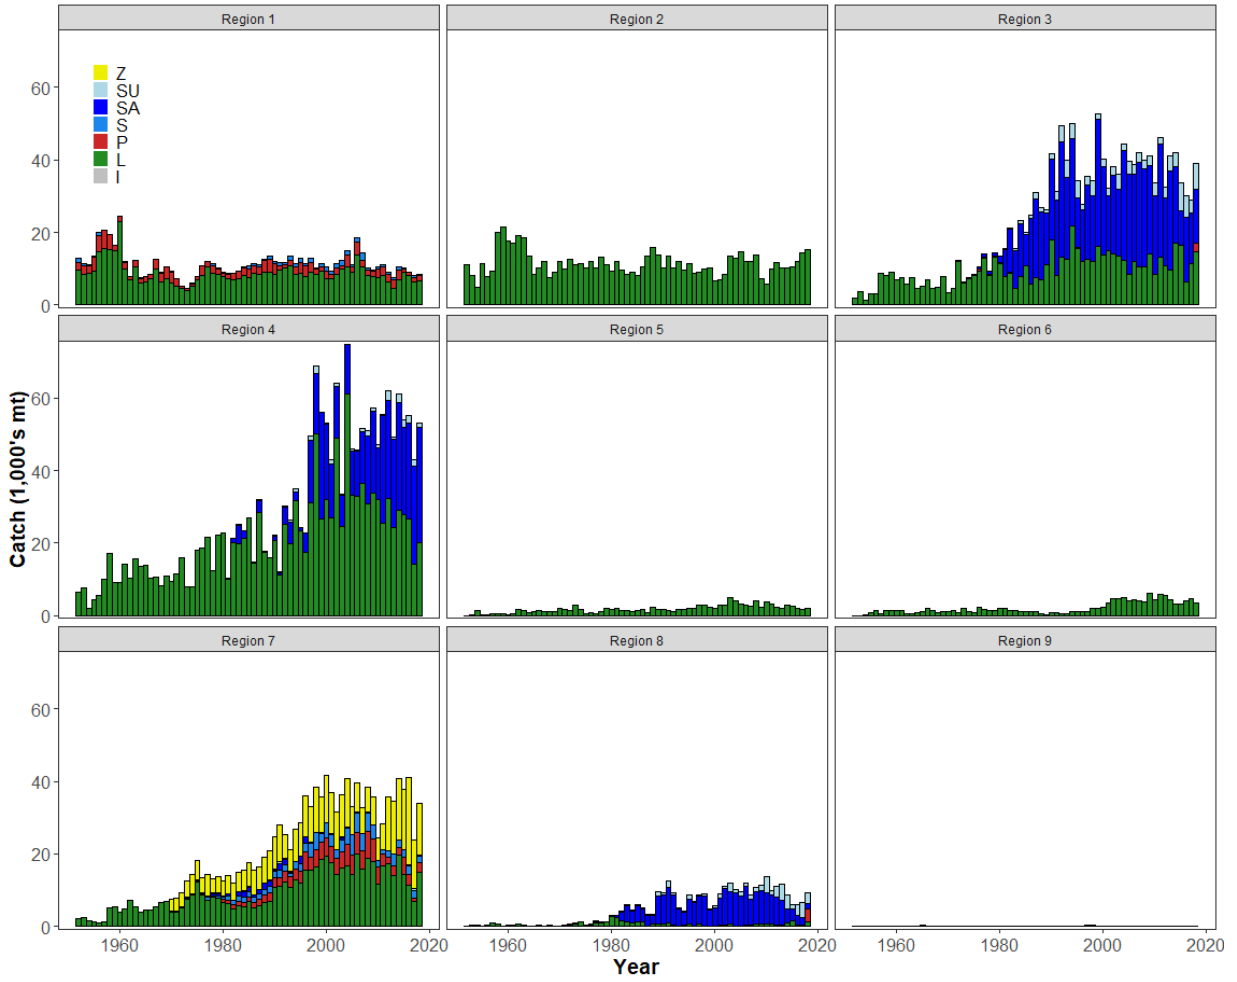 Region 1
Region 2
Region 3
Z
SU
SA
S
P
L
I
60
40
20
0
Region 4
Region 5
Region 6
60
40
20
0
Catch (1,000's mt)
Region 7
Region 8
Region 9
60
40
20
0
1960 1980 2000 2020 1960 1980 2000 2020 1960 1980 2000 2020
Year